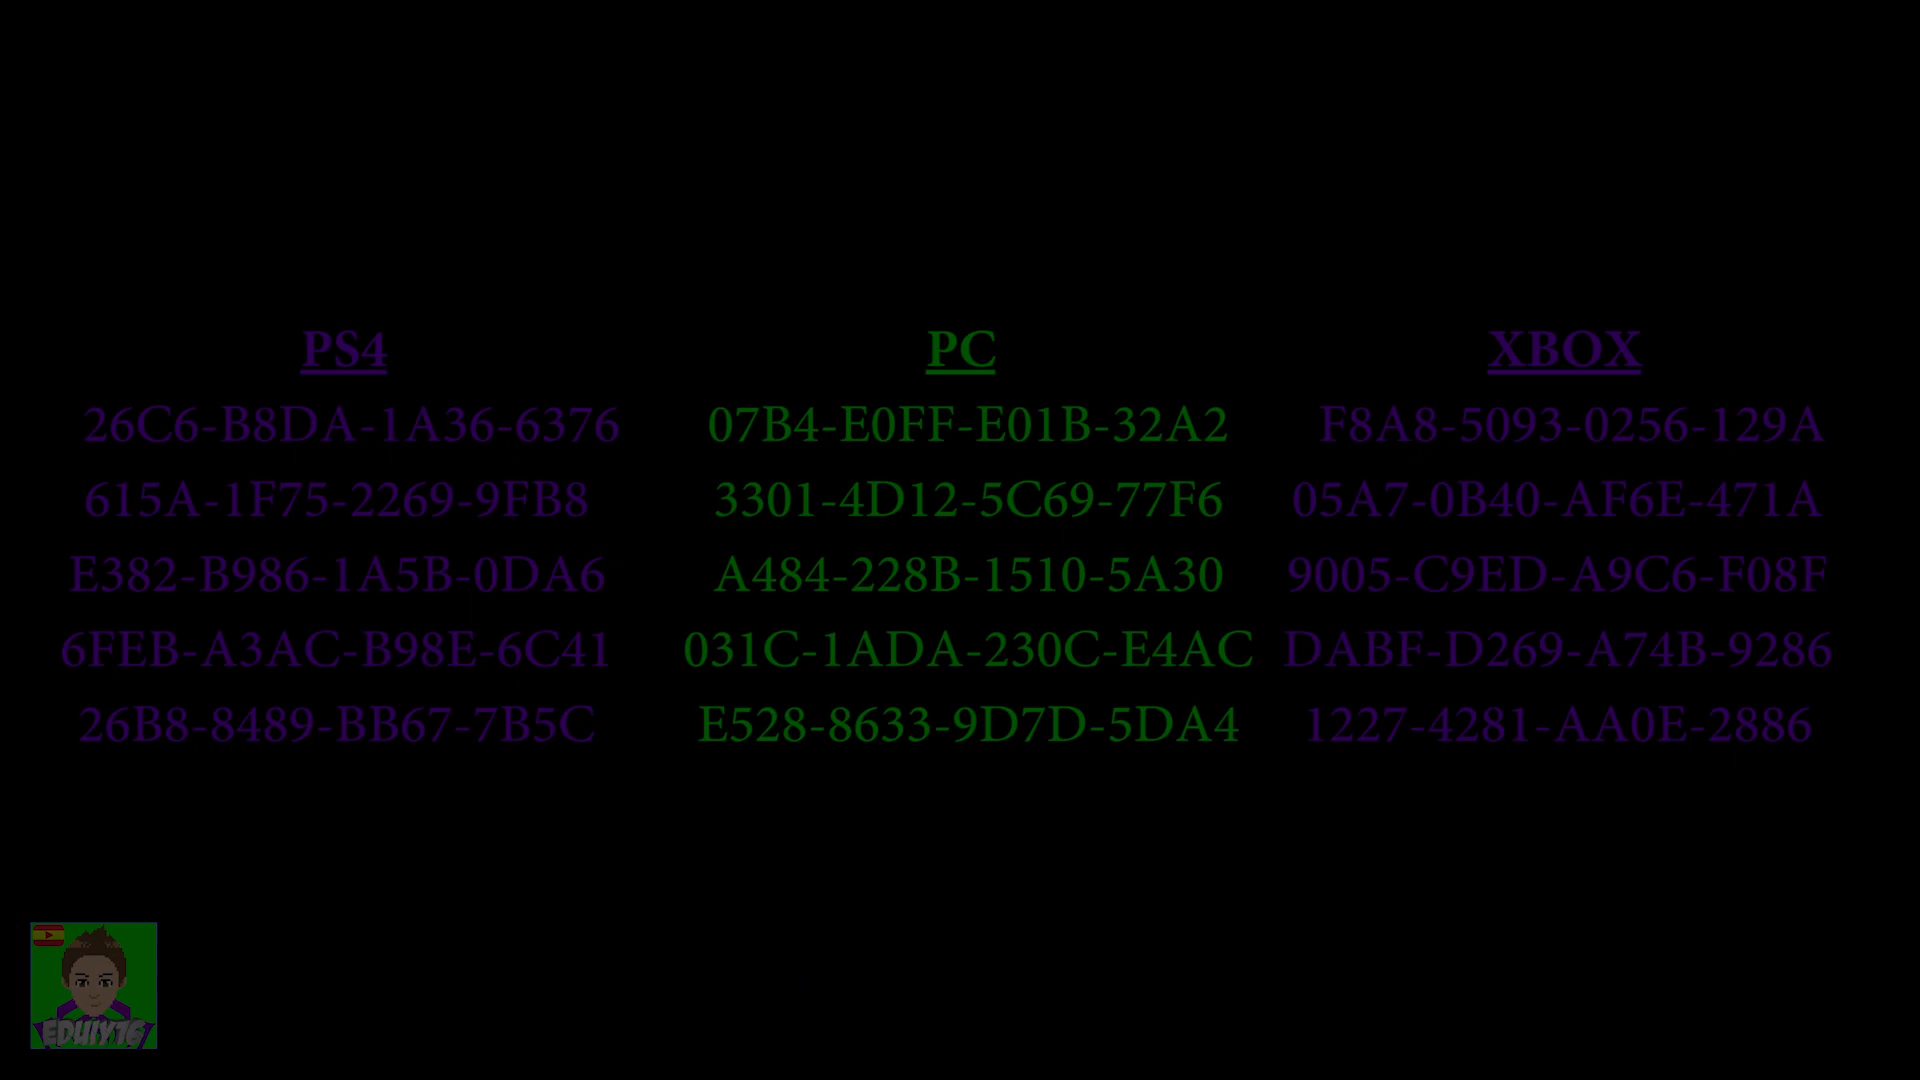 PS4 PC XBOX
26C6-B8DA-1A36-6376 07B4-E0FF-E01B-32A2 F8A8-5093-0256-129A
615A-1F75-2269-9FB8 3301-4D12-5C69-77F6 05A7-0B40-AF6E-471A
E382-B986-1A5B-0DA6 A484-228B-1510-5A30 9005-C9ED-A9C6-F08F
6FEB-A3AC-B98E-6C41 031C-1ADA-230C-E4AC DABF-D269-A74B-9286
26B8-8489-BB67-7B5C E528-8633-9D7D-5DA4 1227-4281-AA0E-2886
EDUIY16